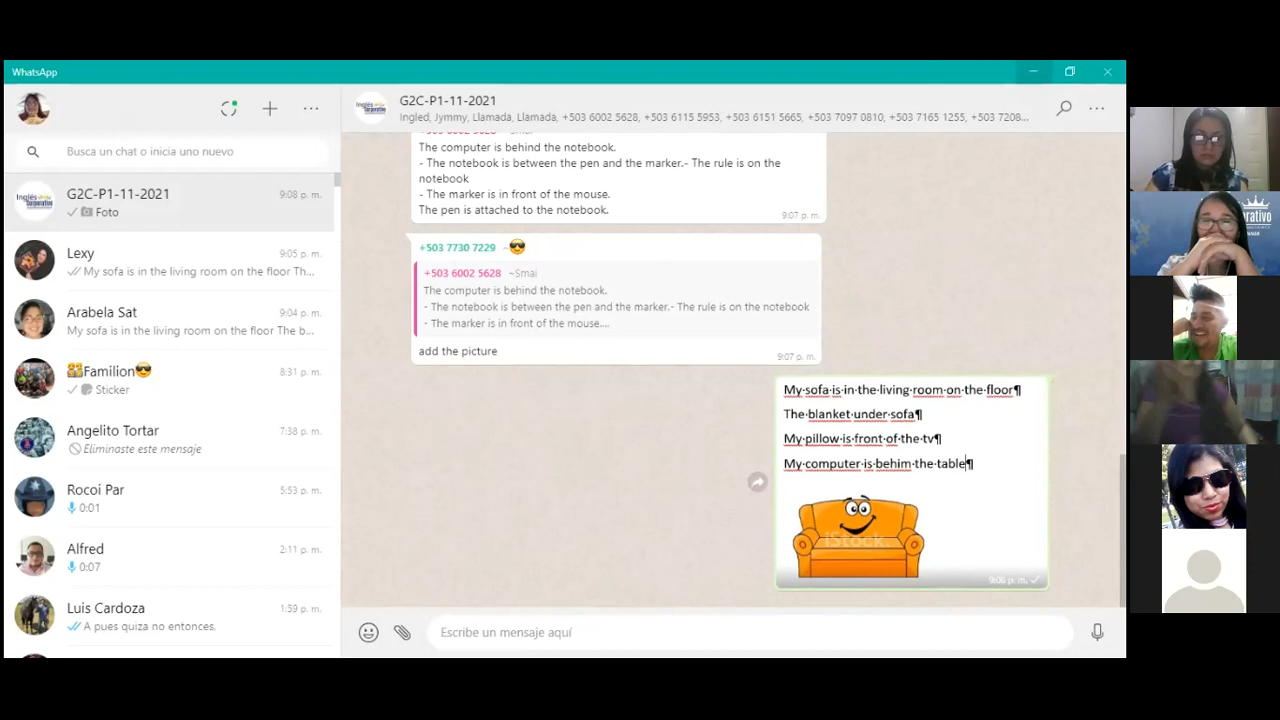 WhatsApp
G2C-P1-11-2021
Ingled, Jymmy, Llamada, Llamada, +503 6002 5628, +503 6115 5953, +503 6151 5665, +503 7097 0810, +503 7165 1255, +503 7208...
Busca un chat o inicia uno nuevo
G2C-P1-11-2021 9:08 p. m.
Foto
Lexy 9:05 p. m.
My sofa is in the living room on the floor Th...
Arabela Sat 9:04 p. m.
My sofa is in the living room on the floor The b...
Familion 8:31 p. m.
Sticker
Angelito Tortar 7:38 p. m.
Eliminaste este mensaje
Rocoi Par 5:53 p. m.
0:01
Alfred 2:11 p. m.
0:07
Luis Cardoza 1:59 p. m.
A pues quiza no entonces,
The computer is behind the notebook.
- The notebook is between the pen and the marker.- The rule is on the
notebook
- The marker is in front of the mouse.
The pen is attached to the notebook.
9:07 p. m.
+503 7730 7229 ~
+503 6002 5628 ~Smai
The computer is behind the notebook.
- The notebook is between the pen and the marker.- The rule is on the notebook
- The marker is in front of the mouse....
add the picture
9:07 p. m.
My sofa is in the living room on the floor¶
The blanket under sofa¶
My pillow is front of the tv¶
My computer is behim the table¶
iStock.
9:08 p. m.
Escribe un mensaje aquí